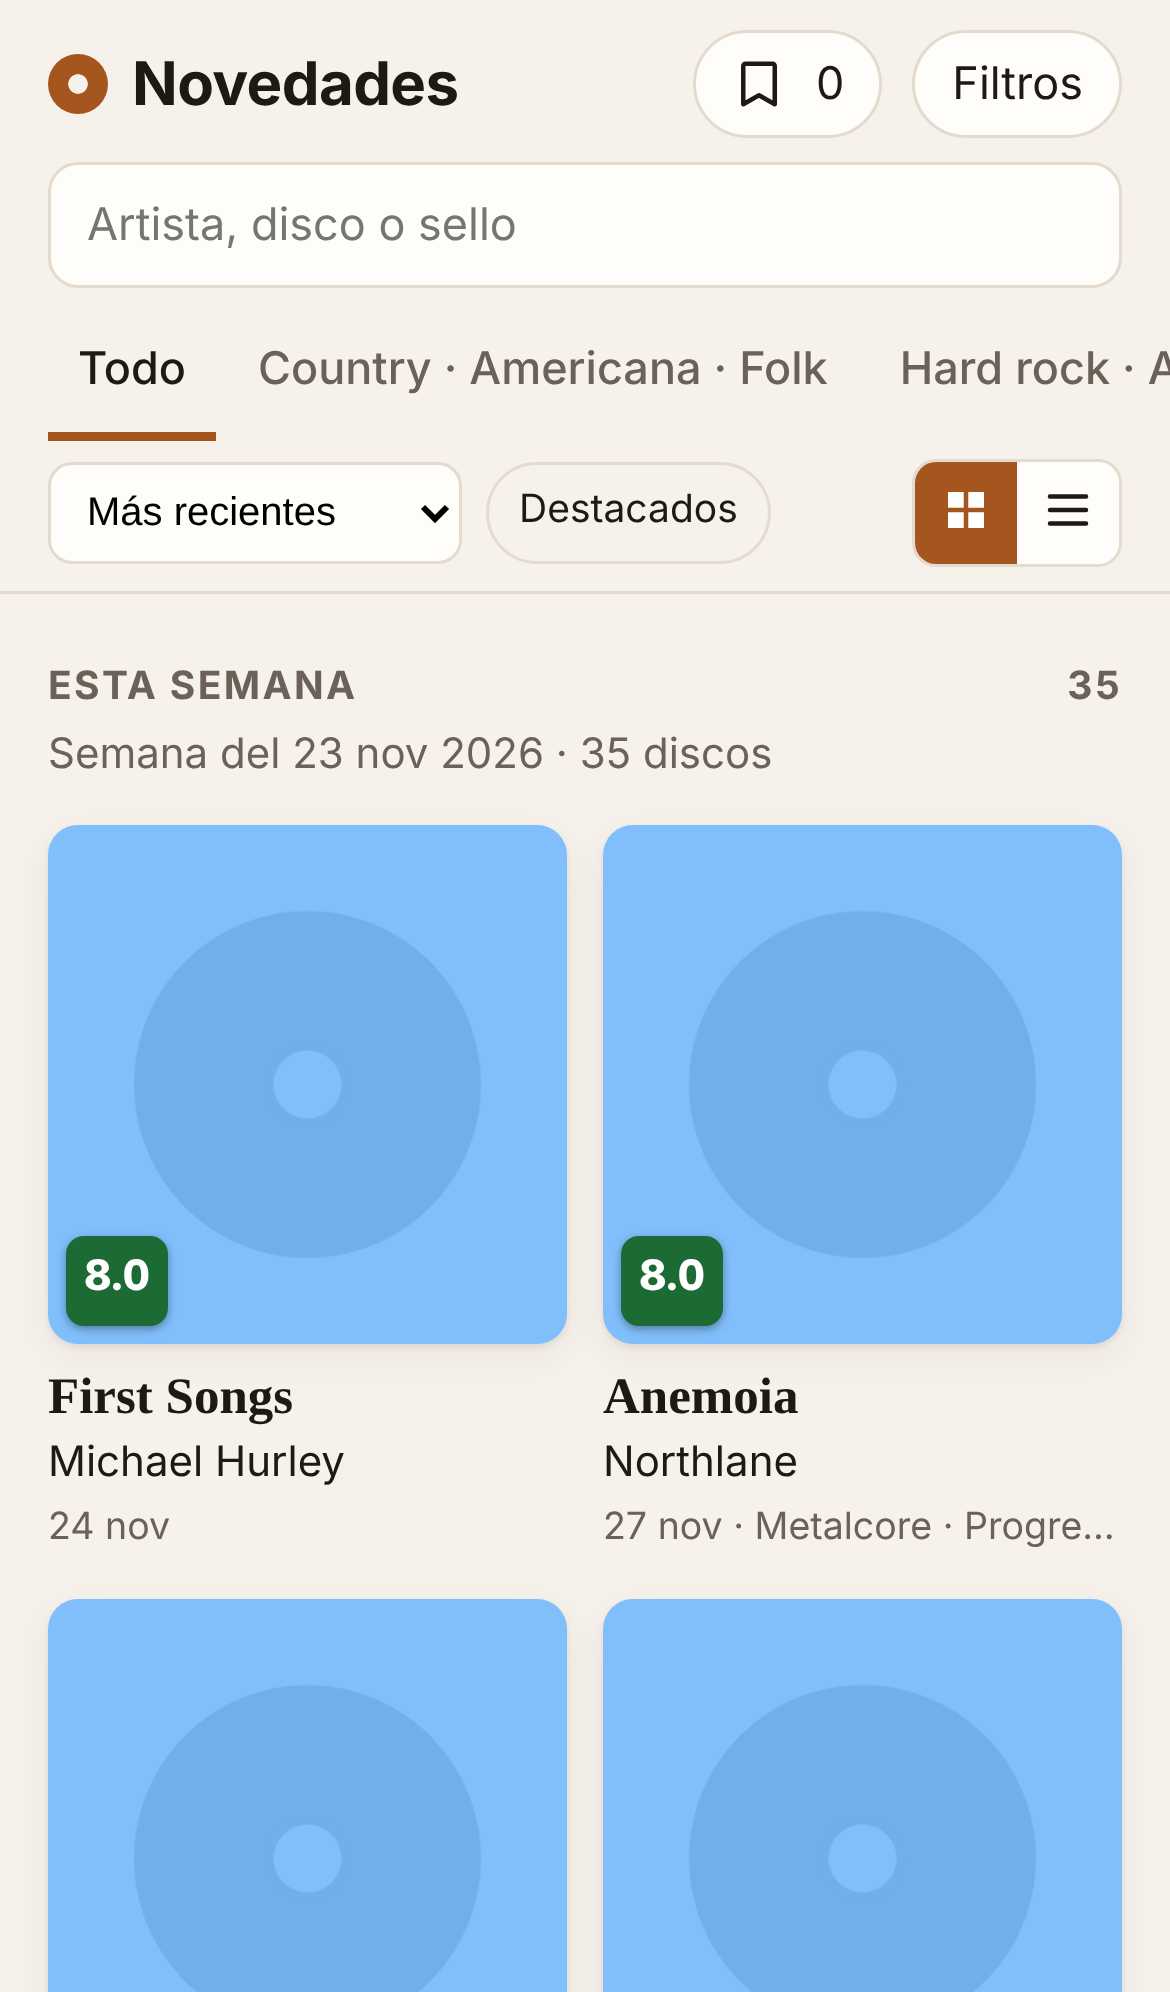 Novedades
0
Filtros
Artista, disco o sello
Todo
Country · Americana · Folk
Hard rock · A
Más recientes
Destacados
ESTA SEMANA
35
Semana del 23 nov 2026 · 35 discos
8.0
8.0
First Songs
Michael Hurley
24 nov
Anemoia
Northlane
27 nov · Metalcore · Progre...